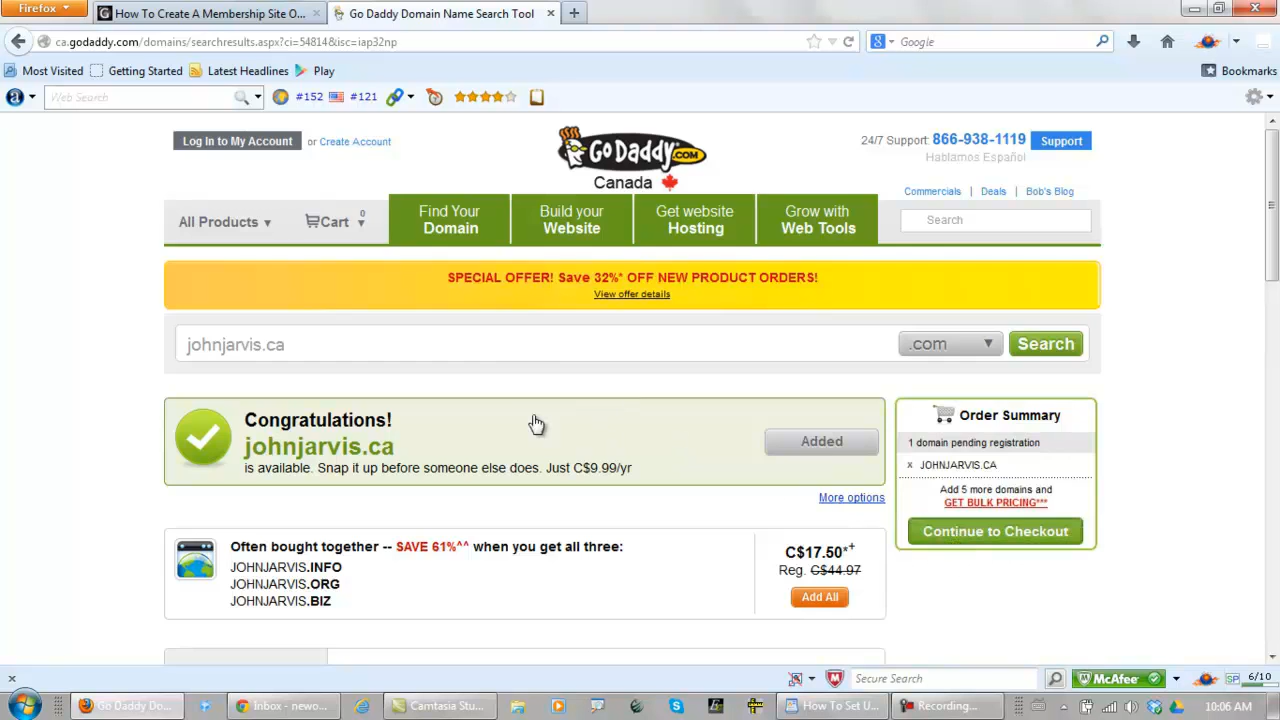 Firefox
How To Create A Membership Site O...
Go Daddy Domain Name Search Tool
ca.godaddy.com/domains/searchresults.aspx?ci=54814&isc=iap32np
Google
Most Visited
Getting Started
Latest Headlines
Play
Bookmarks
Web Search
#152
#121
Log In to My Account
or Create Account
GoDaddy.COM
Canada
24/7 Support: 866-938-1119
Support
Hablamos Español
Commercials | Deals | Bob's Blog
All Products
Cart
0
Find Your
Domain
Build your
Website
Get website
Hosting
Grow with
Web Tools
Search
SPECIAL OFFER! Save 32%* OFF NEW PRODUCT ORDERS!
View offer details
johnjarvis.ca
.com
Search
Congratulations!
johnjarvis.ca
is available. Snap it up before someone else does. Just C$9.99/yr
Added
More options
Order Summary
1 domain pending registration
x JOHNJARVIS.CA
Add 5 more domains and
GET BULK PRICING***
Continue to Checkout
Often bought together -- SAVE 61%^^ when you get all three:
JOHNJARVIS.INFO
JOHNJARVIS.ORG
JOHNJARVIS.BIZ
C$17.50*+
Reg. C$44.97
Add All
Secure Search
McAfee
SP
6/10
Go Daddy Do...
Inbox - newo...
Camtasia Stu...
How To Set U...
Recording...
10:06 AM